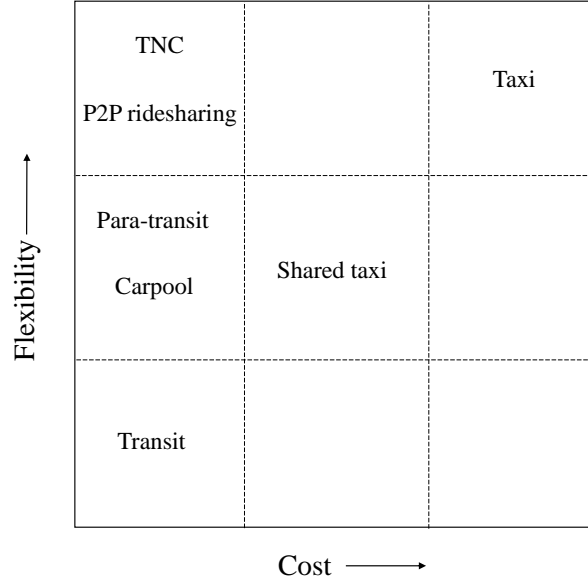 TNC
Taxi
P2P ridesharing
Para-transit
Shared taxi
Carpool
Transit
Flexibility
Cost